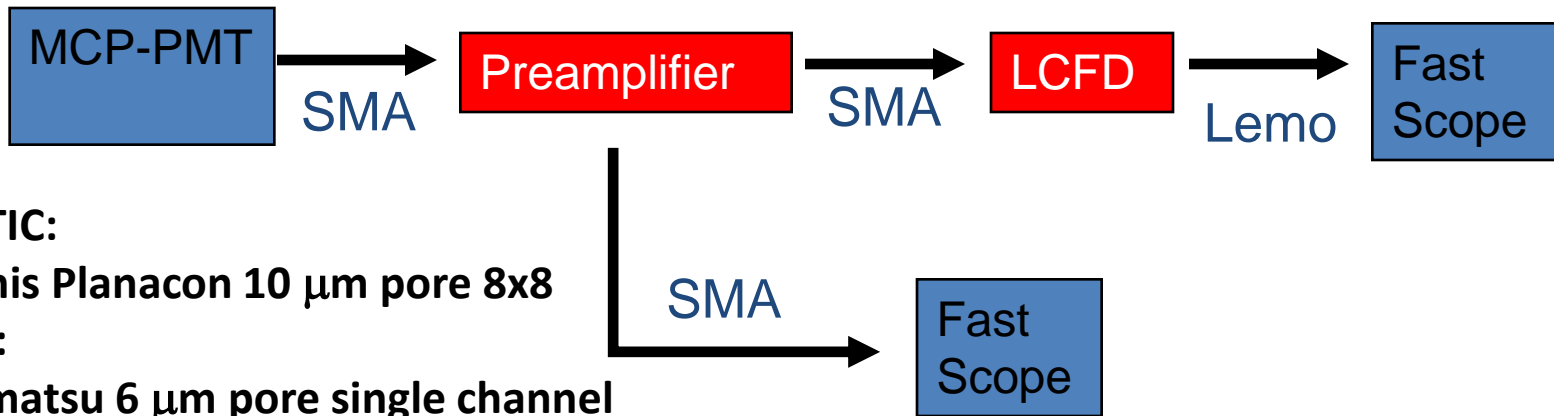 MCP-PMT
SMA
Preamplifier
SMA
LCFD
Lemo
Fast
Scope
TIC:
nis Planacon 10 μm pore 8x8
:
matsu 6 μm pore single channel
SMA
Fast
Scope